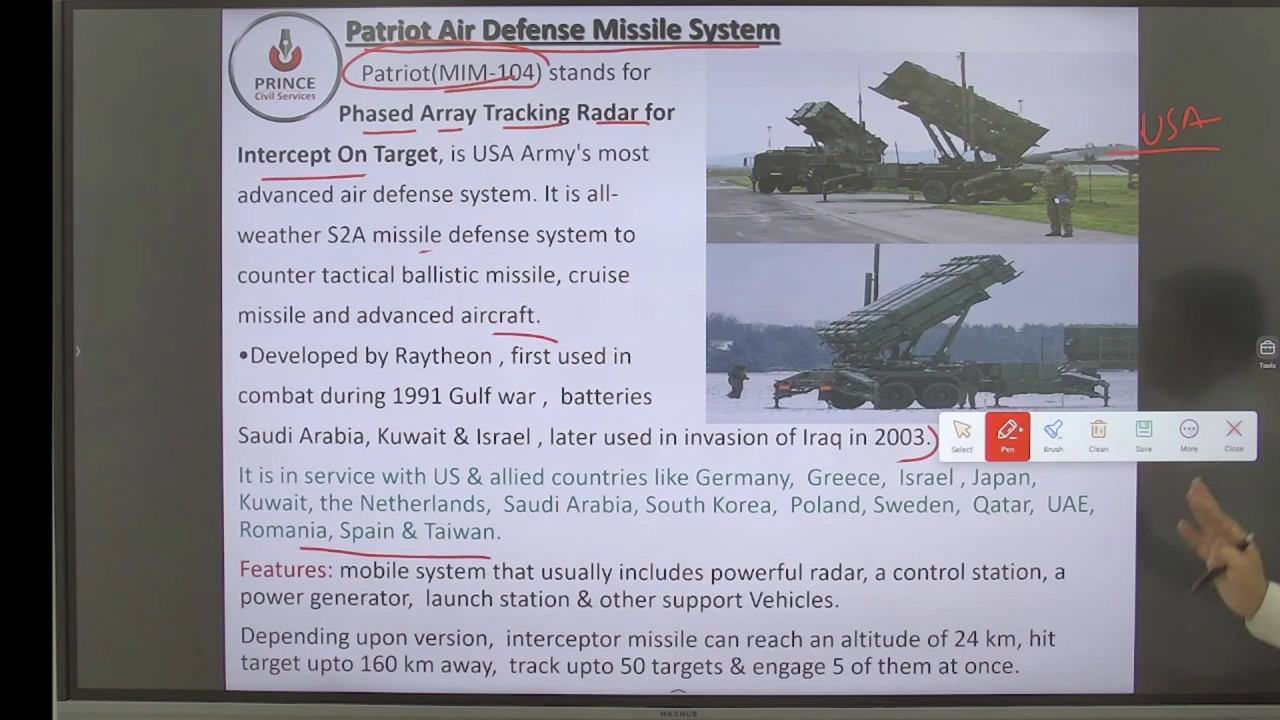 Patriot Air Defense Missile System
PRINCE
Civil Services
Patriot(MIM-104) stands for
Phased Array Tracking Radar for
Intercept On Target, is USA Army's most
advanced air defense system. It is all-
weather S2A missile defense system to
counter tactical ballistic missile, cruise
missile and advanced aircraft.
•Developed by Raytheon , first used in
combat during 1991 Gulf war , batteries
Saudi Arabia, Kuwait & Israel , later used in invasion of Iraq in 2003.
It is in service with US & allied countries like Germany, Greece, Israel , Japan,
Kuwait, the Netherlands, Saudi Arabia, South Korea, Poland, Sweden, Qatar, UAE,
Romania, Spain & Taiwan.
Features: mobile system that usually includes powerful radar, a control station, a
power generator, launch station & other support Vehicles.
Depending upon version, interceptor missile can reach an altitude of 24 km, hit
target upto 160 km away, track upto 50 targets & engage 5 of them at once.
USA
Select Pen Brush Clean Save More Close
Tools
MAXHUB